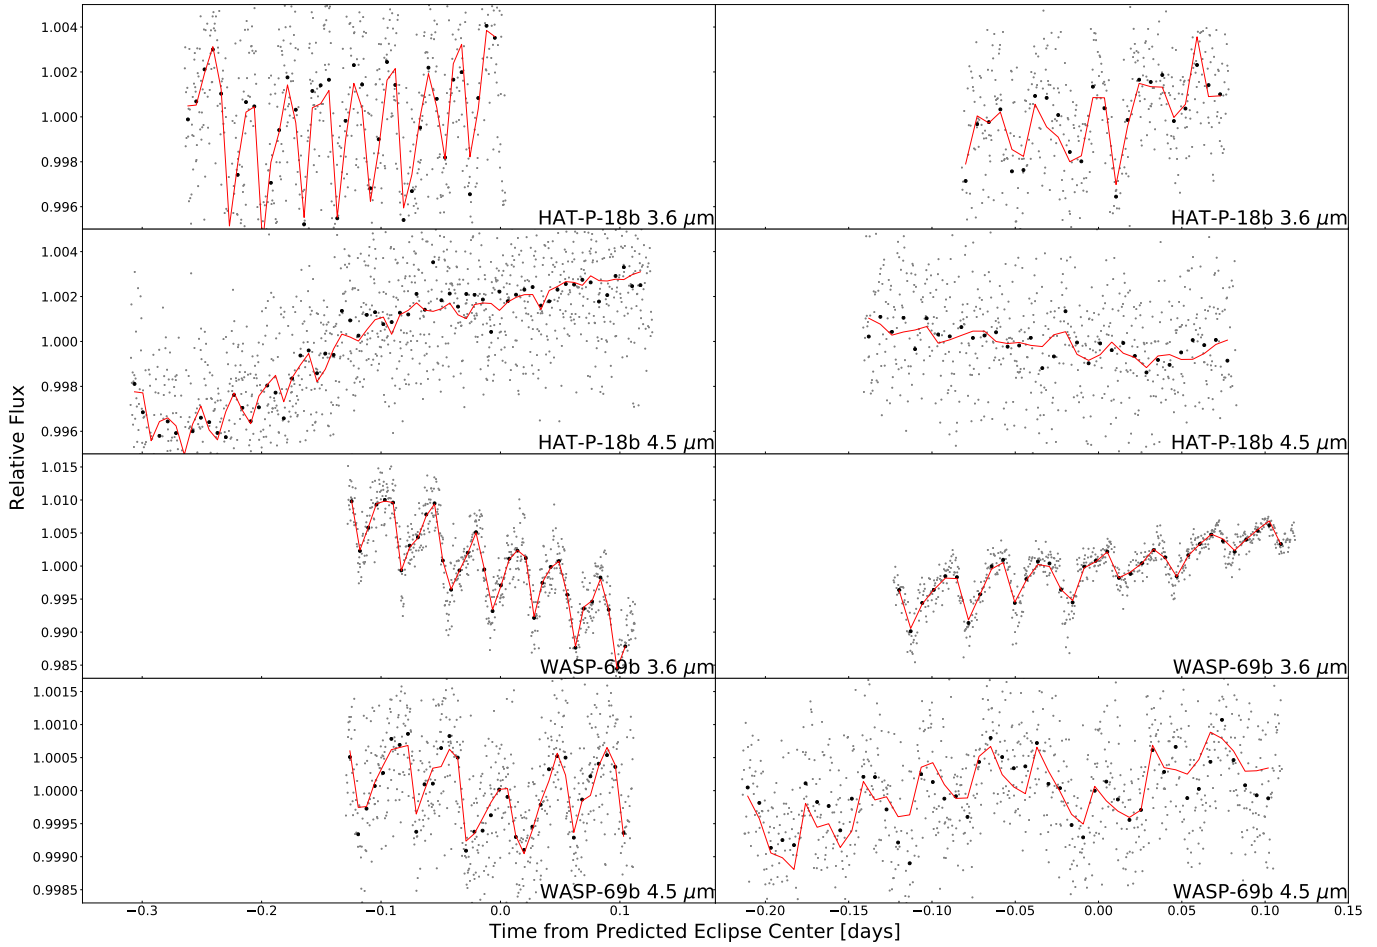 1.004
1.002
1.000
0.998
0.996
HAT-P-18b 3.6 μm
HAT-P-18b 3.6 μm
1.004
1.002
1.000
0.998
0.996
HAT-P-18b 4.5 μm
HAT-P-18b 4.5 μm
Relative Flux
1.015
1.010
1.005
1.000
0.995
0.990
0.985
WASP-69b 3.6 μm
WASP-69b 3.6 μm
1.0015
1.0010
1.0005
1.0000
0.9995
0.9990
0.9985
WASP-69b 4.5 μm
WASP-69b 4.5 μm
−0.3 −0.2 −0.1 0.0 0.1
−0.20 −0.15 −0.10 −0.05 0.00 0.05 0.10 0.15
Time from Predicted Eclipse Center [days]